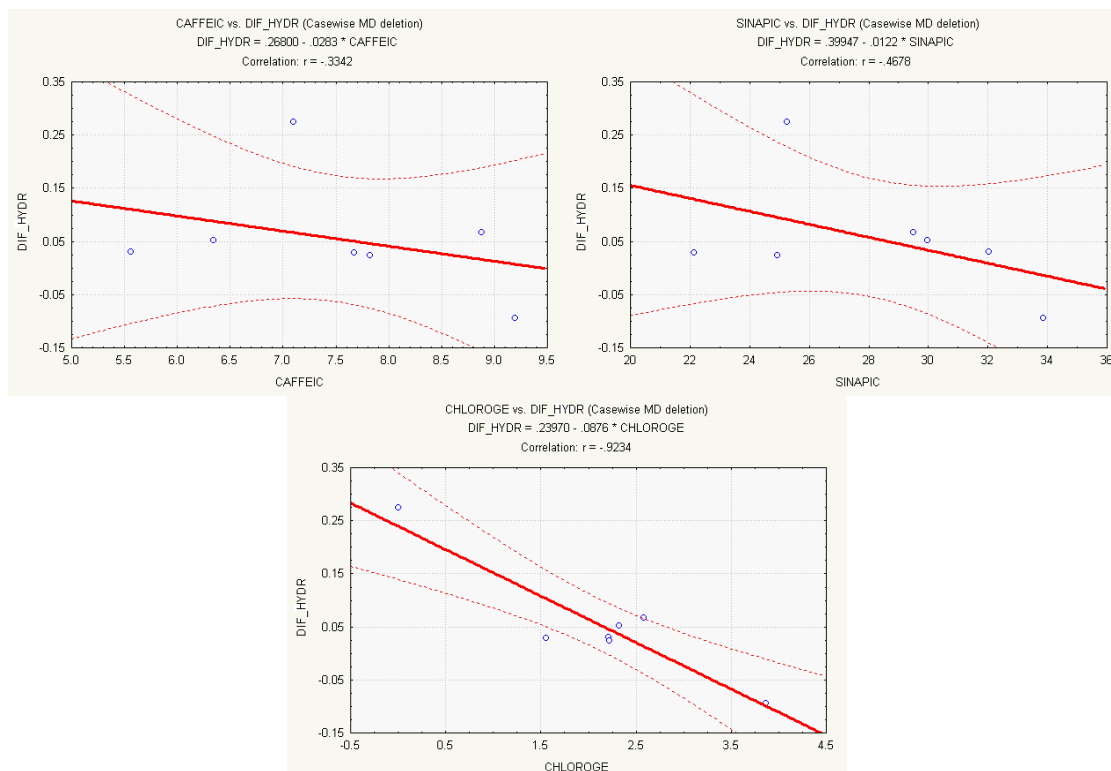 CAFFEIC vs. DIF_HYDR (Casewise MD deletion)
DIF_HYDR = .26800 - .0283 * CAFFEIC
Correlation: r = -.3342
0.35
0.25
0.15
0.05
-0.05
-0.15
DIF_HYDR
5.0 5.5 6.0 6.5 7.0 7.5 8.0 8.5 9.0 9.5
CAFFEIC
SINAPIC vs. DIF_HYDR (Casewise MD deletion)
DIF_HYDR = .39947 - .0122 * SINAPIC
Correlation: r = -.4678
0.35
0.25
0.15
0.05
-0.05
-0.15
DIF_HYDR
20 22 24 26 28 30 32 34 36
SINAPIC
CHLOROGE vs. DIF_HYDR (Casewise MD deletion)
DIF_HYDR = .23970 - .0876 * CHLOROGE
Correlation: r = -.9234
0.35
0.25
0.15
0.05
-0.05
-0.15
DIF_HYDR
-0.5 0.5 1.5 2.5 3.5 4.5
CHLOROGE